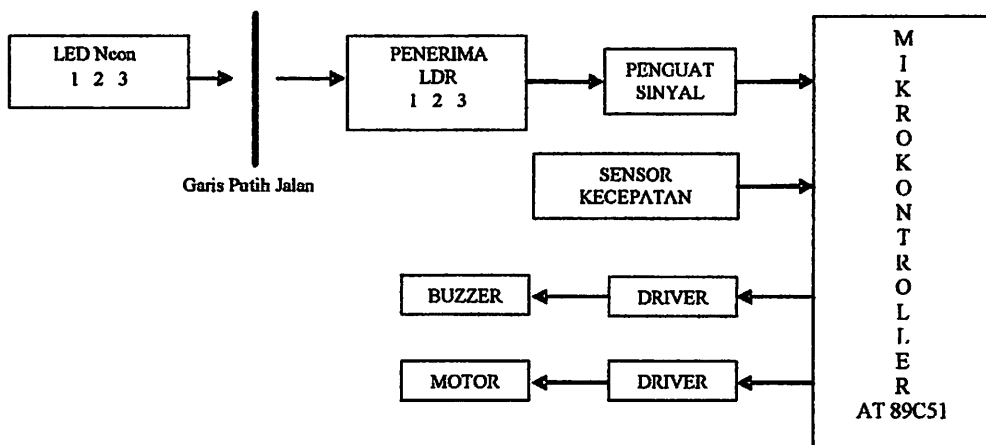 LED Neon
1 2 3
Garis Putih Jalan
PENERIMA
LDR
1 2 3
PENGUAT
SINYAL
SENSOR
KECEPATAN
BUZZER
DRIVER
MOTOR
DRIVER
M
I
K
R
O
K
O
N
T
R
O
L
L
E
R
AT 89C51